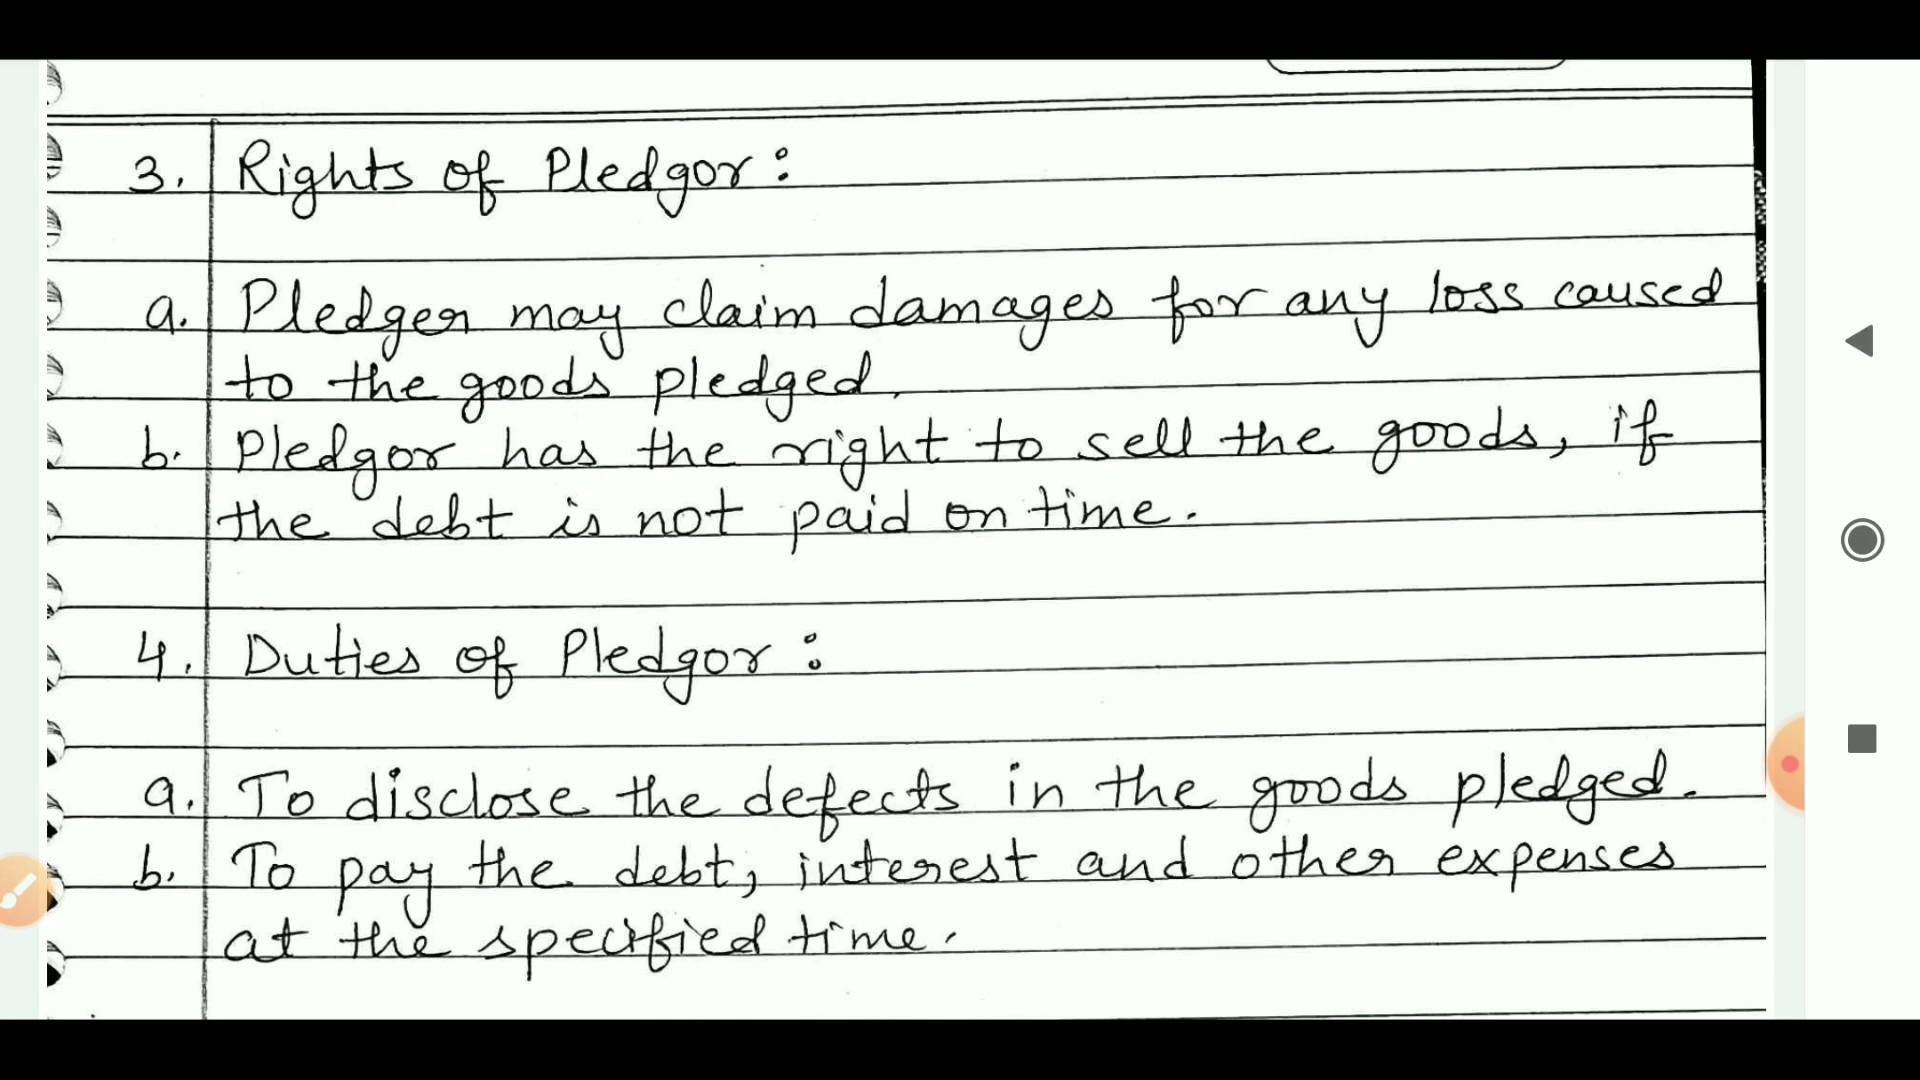 3. Rights of Pledgor:
a. Pledger may claim damages for any loss caused
to the goods pledged.
b. Pledgor has the right to sell the goods, if
the debt is not paid on time.
4. Duties of Pledgor:
a. To disclose the defects in the goods pledged.
b. To pay the debt, interest and other expenses
at the specified time.